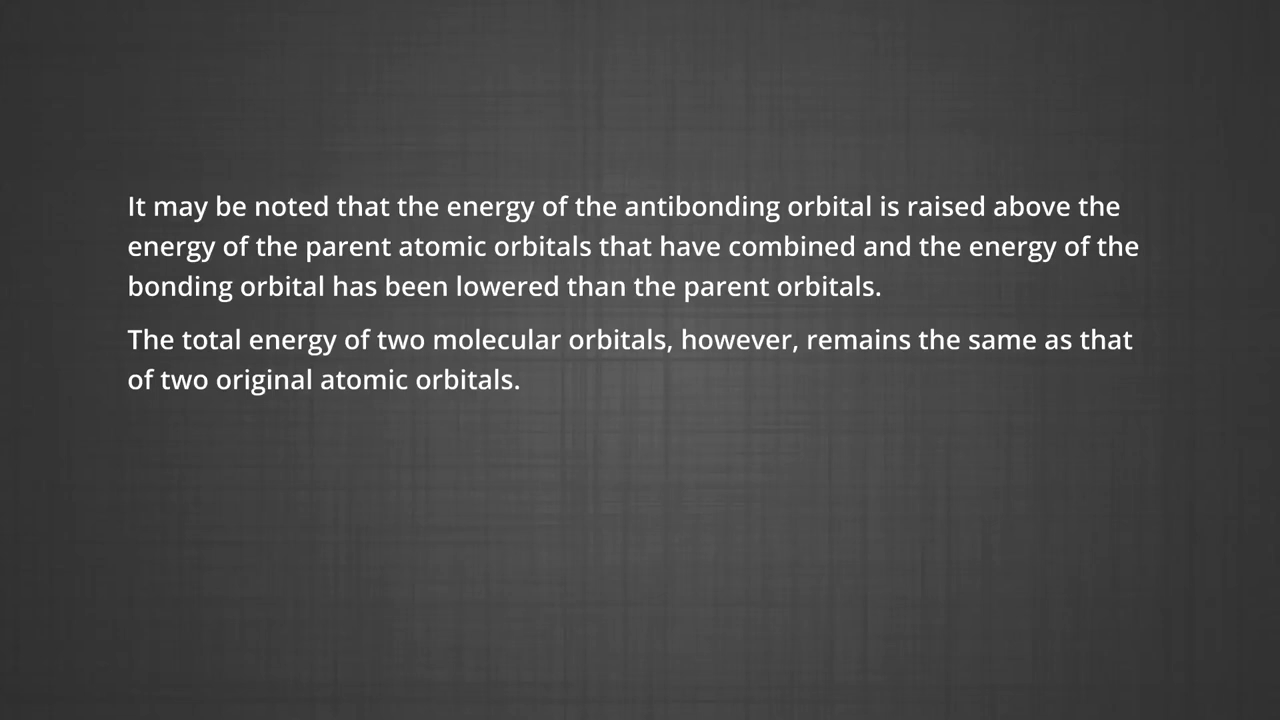 It may be noted that the energy of the antibonding orbital is raised above the
energy of the parent atomic orbitals that have combined and the energy of the
bonding orbital has been lowered than the parent orbitals.
The total energy of two molecular orbitals, however, remains the same as that
of two original atomic orbitals.